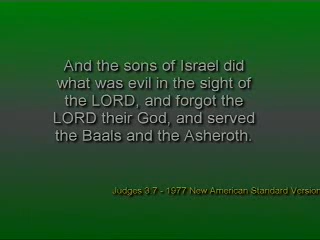 And the sons of Israel did
what was evil in the sight of
the LORD, and forgot the
LORD their God, and served
the Baals and the Asheroth.
Judges 3:7 - 1977 New American Standard Version